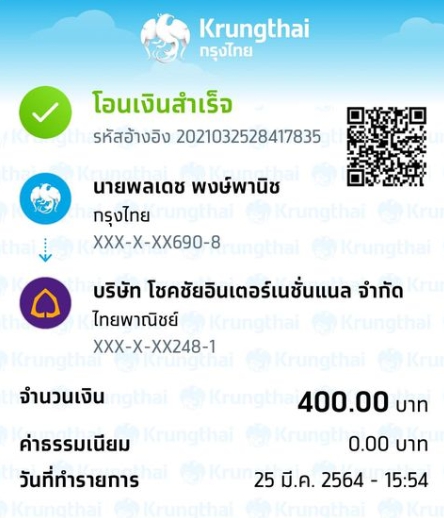 Krungthai
กรุงไทย
โอนเงินสำเร็จ
รหัสอ้างอิง 2021032528417835
นายพลเดช พงษ์พานิช
กรุงไทย
XXX-X-XX690-8
บริษัท โชคชัยอินเตอร์เนชั่นแนล จำกัด
ไทยพาณิชย์
XXX-X-XX248-1
จำนวนเงิน 400.00 บาท
ค่าธรรมเนียม 0.00 บาท
วันที่ทำรายการ 25 มี.ค. 2564 - 15:54